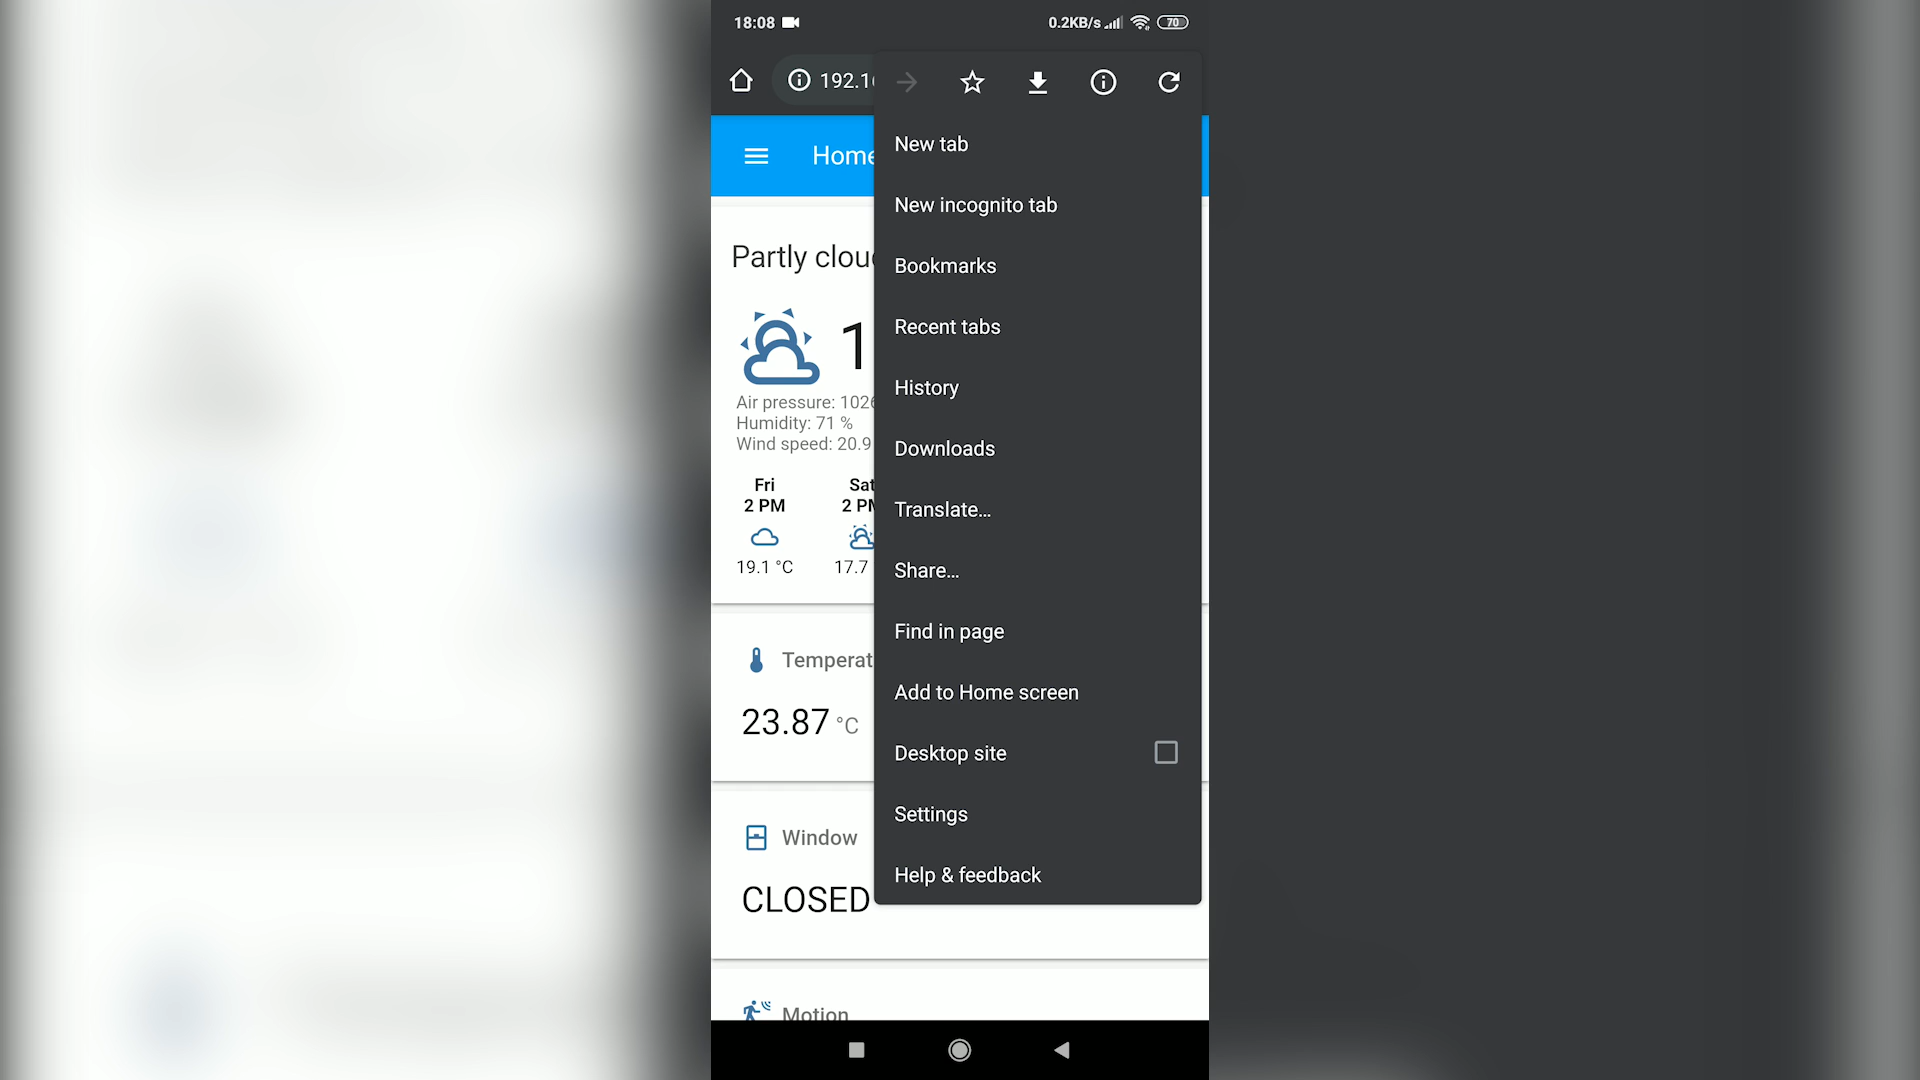 18:08
0.2KB/s
70
192.1
Home
New tab
New incognito tab
Bookmarks
Recent tabs
History
Downloads
Translate...
Share...
Find in page
Add to Home screen
Desktop site
Settings
Help & feedback
Partly clou
1
Air pressure: 102
Humidity: 71 %
Wind speed: 20.9
Fri
2 PM
19.1 °C
Sat
2 PM
17.7
Temperat
23.87 °C
Window
CLOSED
Motion